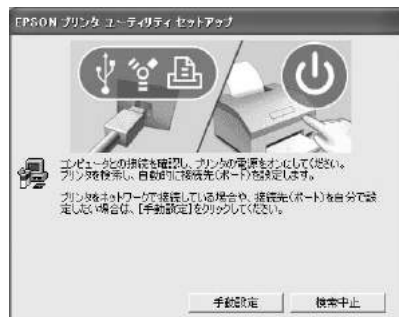 EPSON プリンタ ユーティリティ セットアップ
コンピュータとの接続を確認し、プリンタの電源をオンにしてください。
プリンタを検索し、自動的に接続先(ポート)を設定します。
プリンタをネットワークで接続している場合や、接続先(ポート)を自分で設
定したい場合は、[手動設定]をクリックしてください。
手動設定
検索中止